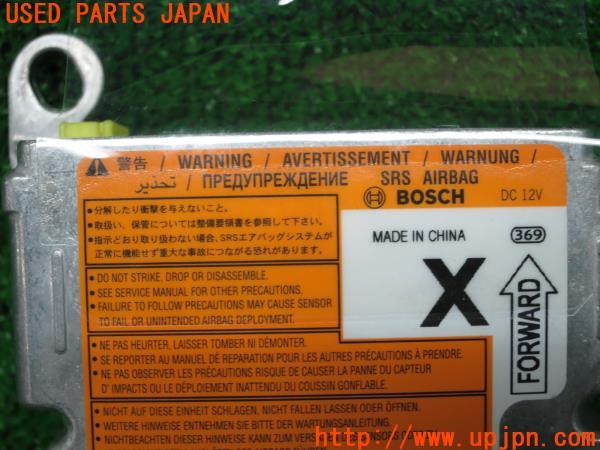 USED PARTS JAPAN
警告 / WARNING / AVERTISSEMENT / WARNUNG /
تحذير / ПРЕДУПРЕЖДЕНИЕ SRS AIRBAG
BOSCH DC 12V
•分解したり衝撃を与えないこと。
•取扱い、保管については整備要領書を参照して下さい。
•指示どおり取り扱わない場合、SRSエアバッグシステムが
正常に機能せず重大な事故につながる恐れがあります。
MADE IN CHINA
369
X
FORWARD
•DO NOT STRIKE, DROP OR DISASSEMBLE.
•SEE SERVICE MANUAL FOR OTHER PRECAUTIONS.
•FAILURE TO FOLLOW PRECAUTIONS MAY CAUSE SENSOR
TO FAIL OR UNINTENDED AIRBAG DEPLOYMENT.
•NE PAS HEURTER, LAISSER TOMBER NI DÉMONTER.
•SE REPORTER AU MANUEL DE RÉPARATION POUR LES AUTRES PRÉCAUTIONS À PRENDRE.
•NE PAS OBSERVER LES PRÉCAUTIONS RISQUE DE CAUSER LA PANNE DU CAPTEUR
D' IMPACTS OU LE DÉPLOIEMENT INATTENDU DU COUSSIN GONFLABLE.
•NICHT AUF DIESE EINHEIT SCHLAGEN, NICHT FALLEN LASSEN ODER ÖFFNEN.
•WEITERE HINWEISE ENTNEHMEN SIE BITTE DER WARTUNGSANLEITUNG.
•NICHTBEACHTEN DIESER HINWEISE KANN ZUM
http://www.upjpn.com